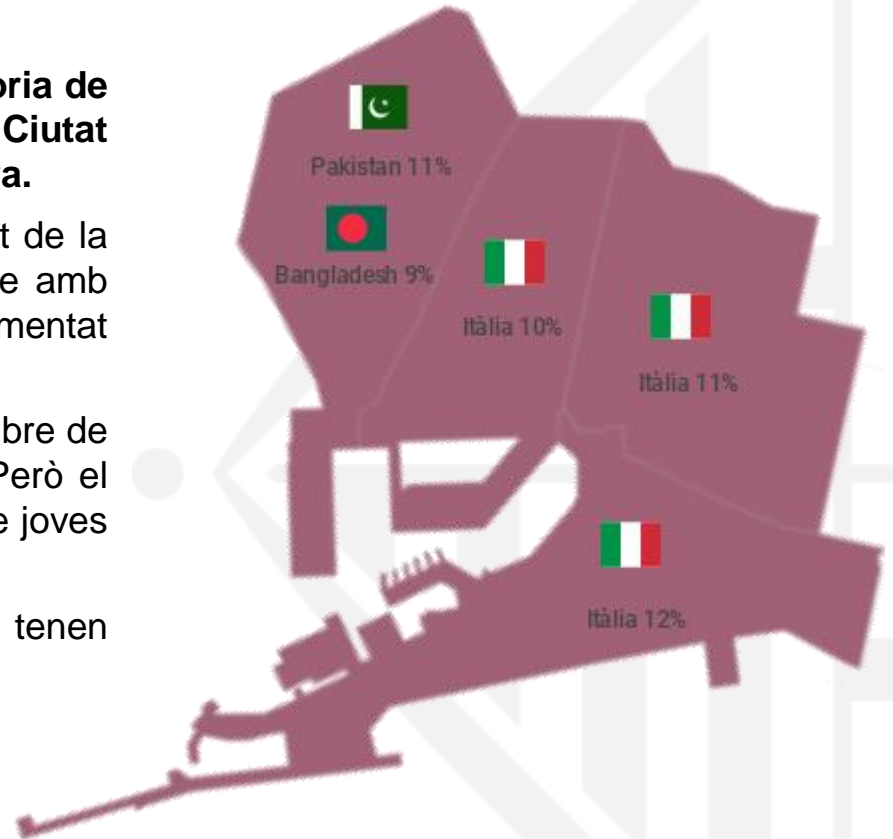 oria de
Ciutat
a.
t de la
e amb
mentat
bre de
Però el
e joves
tenen
Pakistan 11%
Bangladesh 9%
Itàlia 10%
Itàlia 11%
Itàlia 12%